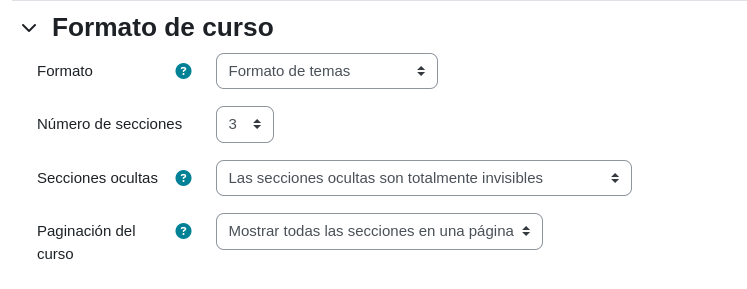 Formato de curso
Formato ? Formato de temas
Número de secciones 3
Secciones ocultas ? Las secciones ocultas son totalmente invisibles
Paginación del ? Mostrar todas las secciones en una página
curso